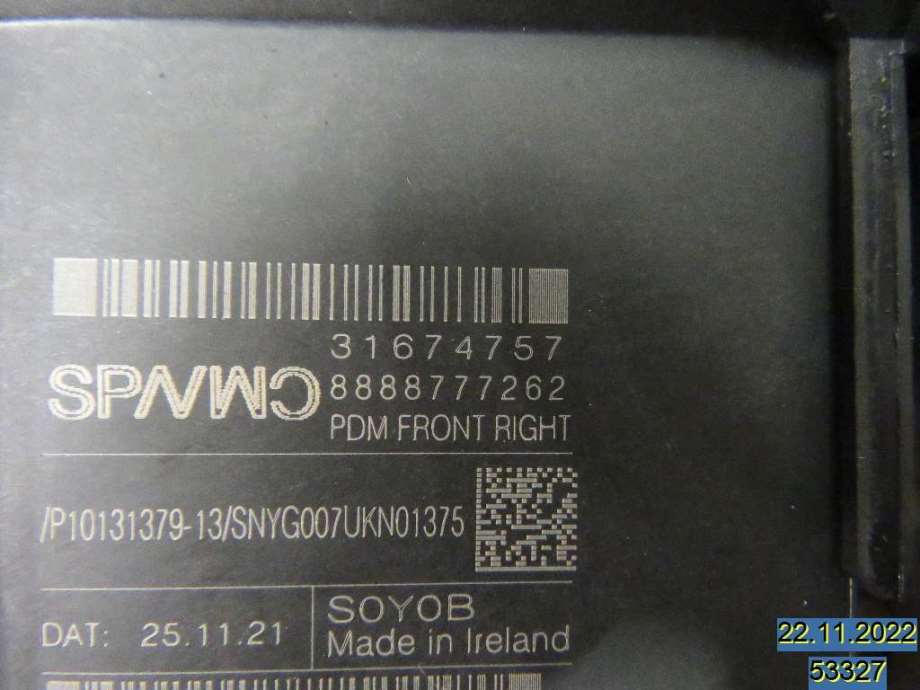 31674757
8888777262
PDM FRONT RIGHT
/P10131379-13/SNYG007UKN01375
DAT: 25.11.21
SOYOB
Made in Ireland
22.11.2022
53327